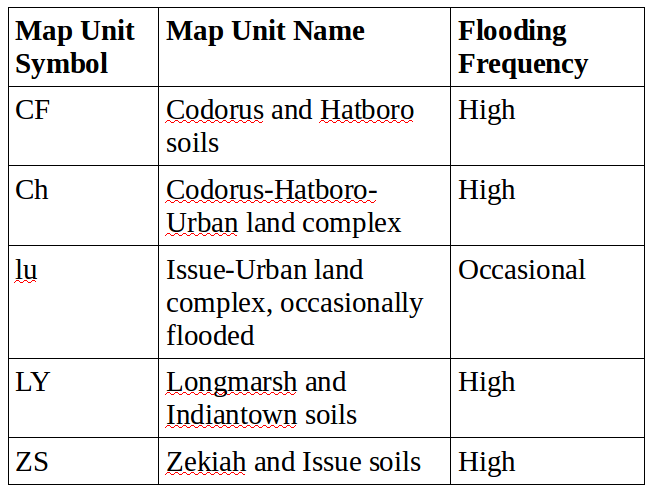 Map Unit Symbol | Map Unit Name | Flooding Frequency
CF | Codorus and Hatboro soils | High
Ch | Codorus-Hatboro-Urban land complex | High
lu | Issue-Urban land complex, occasionally flooded | Occasional
LY | Longmarsh and Indiantown soils | High
ZS | Zekiah and Issue soils | High